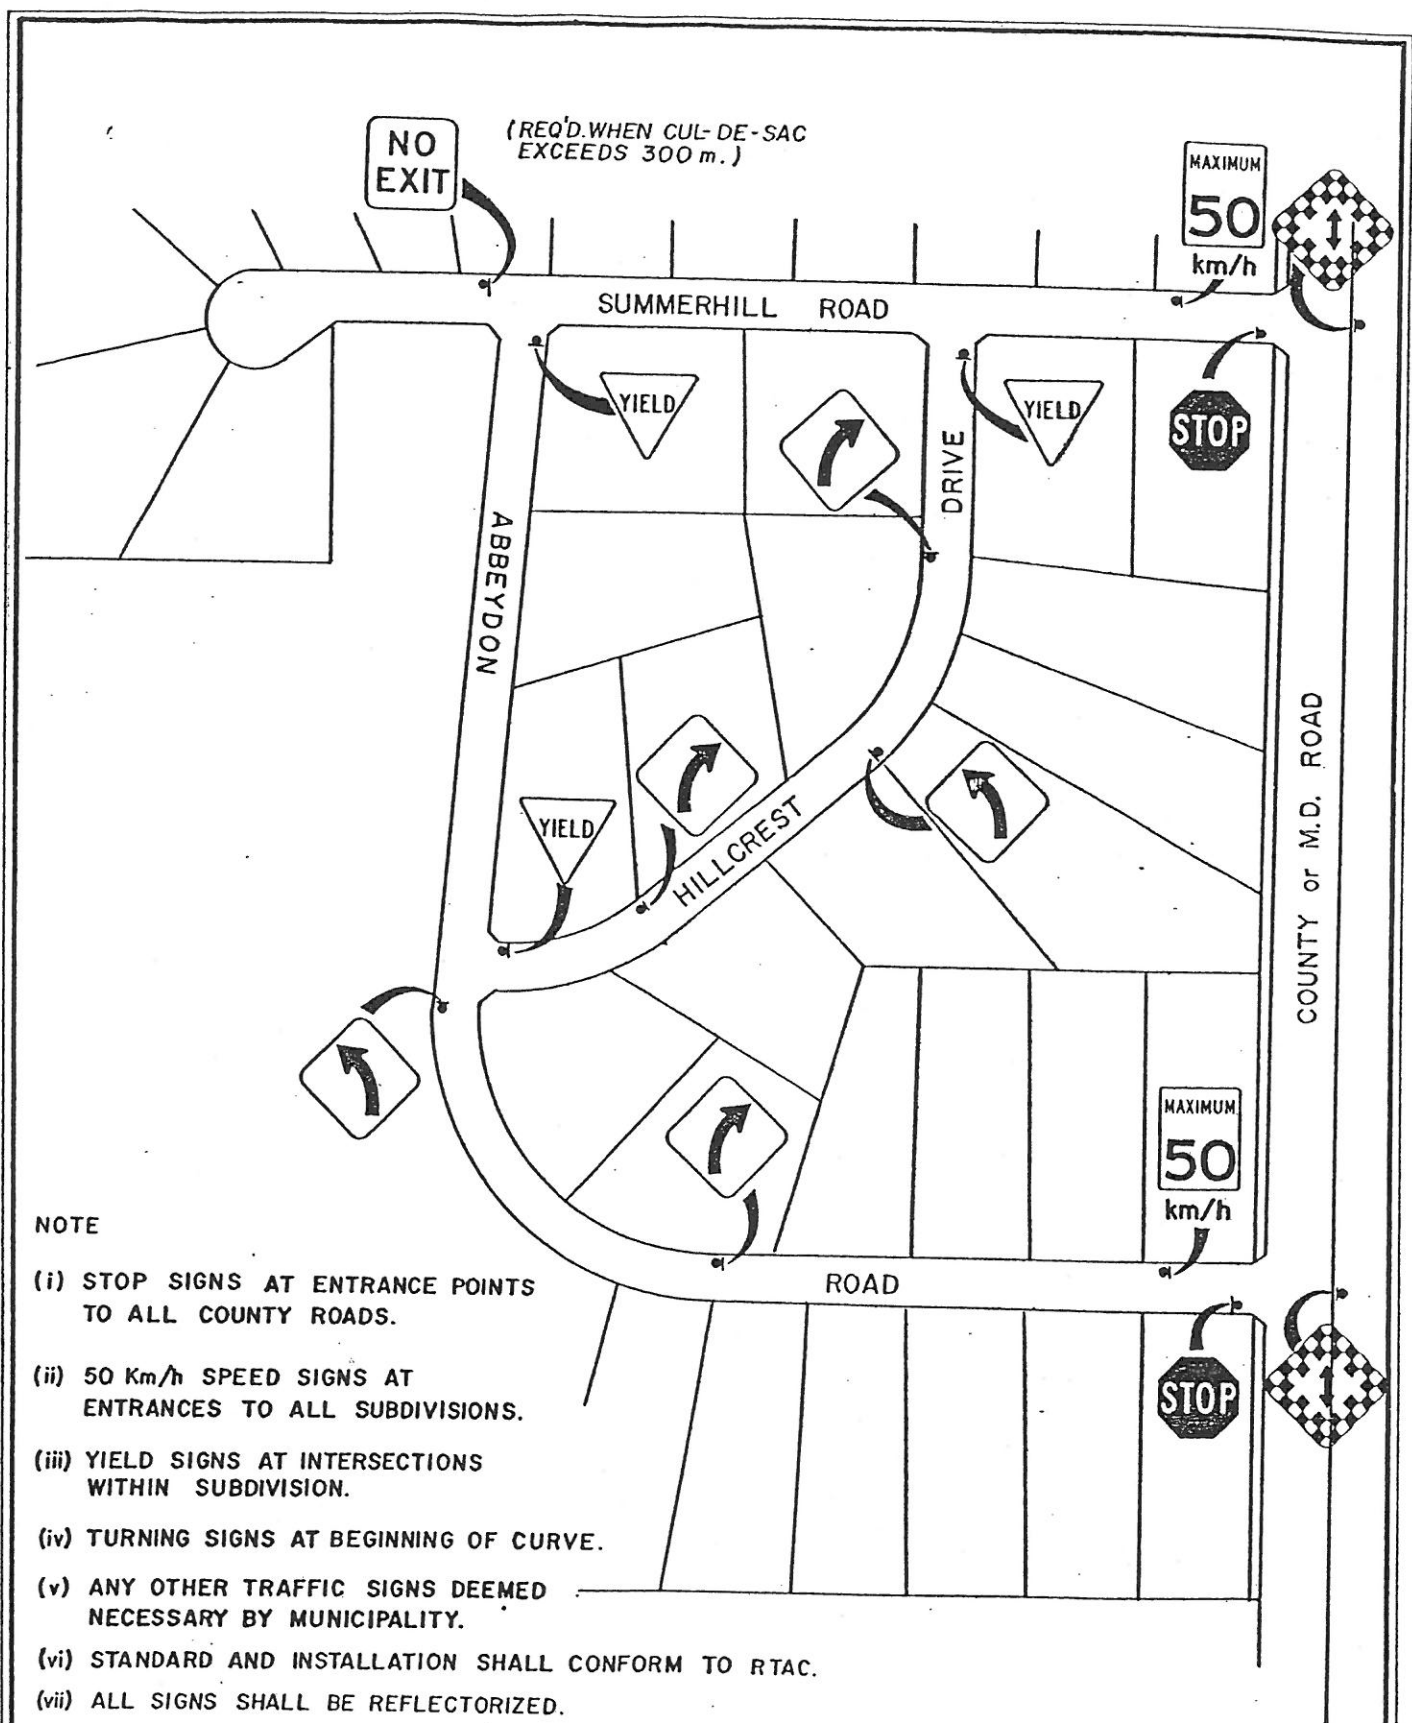 NO
EXIT
(REQ'D. WHEN CUL-DE-SAC
EXCEEDS 300 m.)
MAXIMUM
50
km/h
SUMMERHILL ROAD
YIELD
YIELD
STOP
DRIVE
ABBEYDON
COUNTY or M.D. ROAD
YIELD
HILLCREST
MAXIMUM
50
km/h
ROAD
STOP
NOTE
(i) STOP SIGNS AT ENTRANCE POINTS
TO ALL COUNTY ROADS.
(ii) 50 Km/h SPEED SIGNS AT
ENTRANCES TO ALL SUBDIVISIONS.
(iii) YIELD SIGNS AT INTERSECTIONS
WITHIN SUBDIVISION.
(iv) TURNING SIGNS AT BEGINNING OF CURVE.
(v) ANY OTHER TRAFFIC SIGNS DEEMED
NECESSARY BY MUNICIPALITY.
(vi) STANDARD AND INSTALLATION SHALL CONFORM TO RTAC.
(vii) ALL SIGNS SHALL BE REFLECTORIZED.